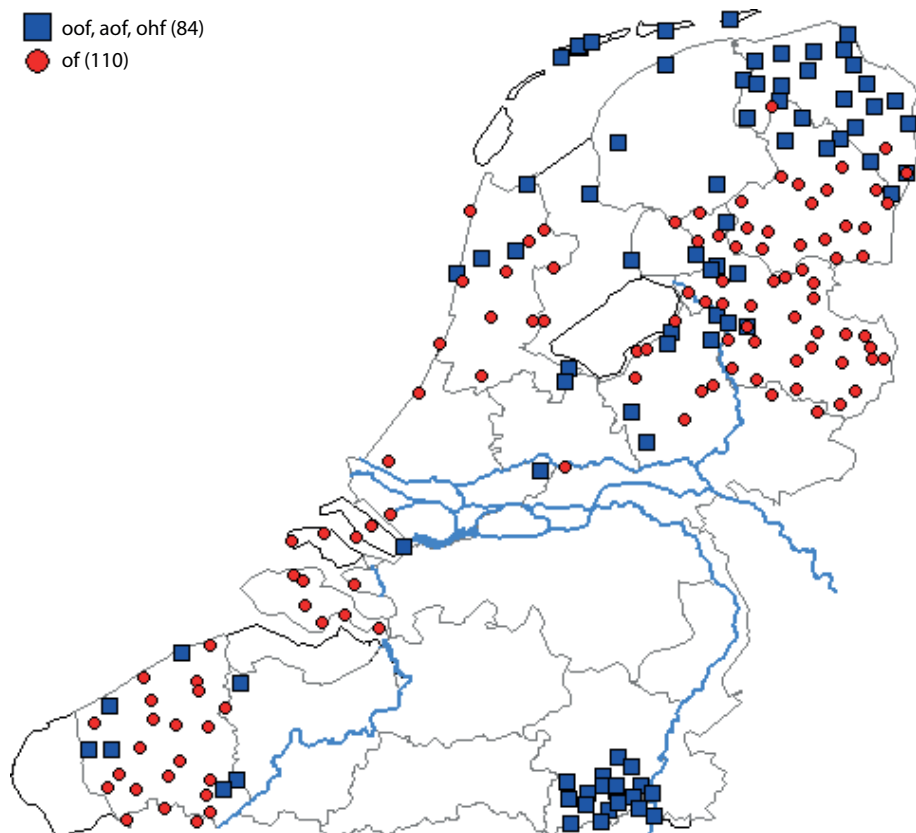 oof, aof, ohf (84)
of (110)